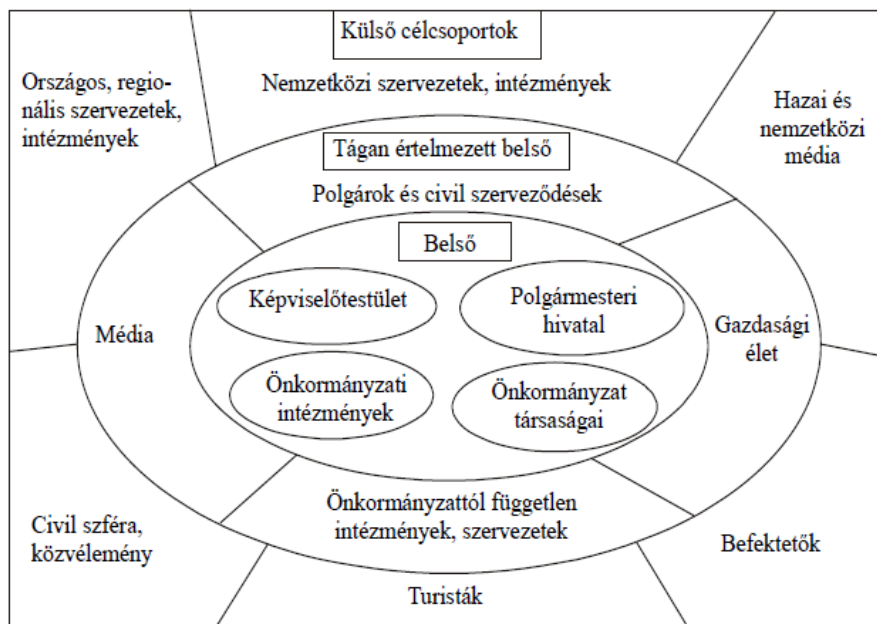 Külső célcsoportok
Országos, regio-
nális szervezetek,
intézmények
Nemzetközi szervezetek, intézmények
Hazai és
nemzetközi
média
Tágan értelmezett belső
Polgárok és civil szerveződések
Belső
Képviselőtestület
Polgármesteri
hivatal
Média
Gazdasági
élet
Önkormányzati
intézmények
Önkormányzat
társaságai
Önkormányzattól független
intézmények, szervezetek
Civil szféra,
közvélemény
Befektetők
Turisták